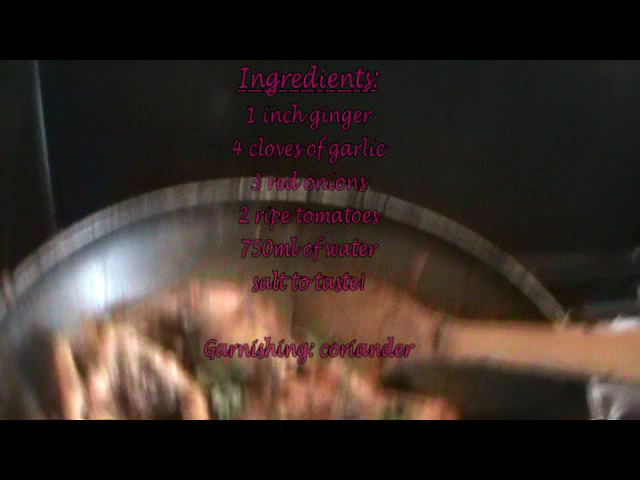 Ingredients:
1 inch ginger
4 cloves of garlic
3 red onions
2 ripe tomatoes
750ml of water
salt to taste!
Garnishing: coriander